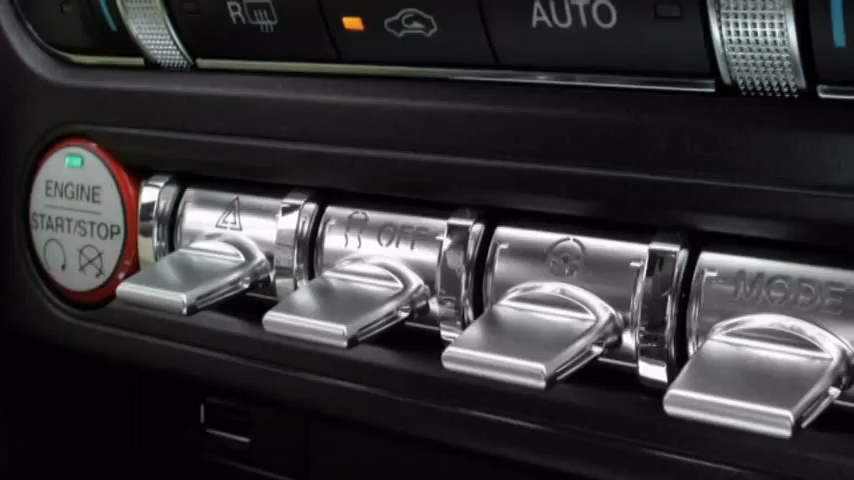 R
AUTO
ENGINE
START/STOP
OFF
MODE